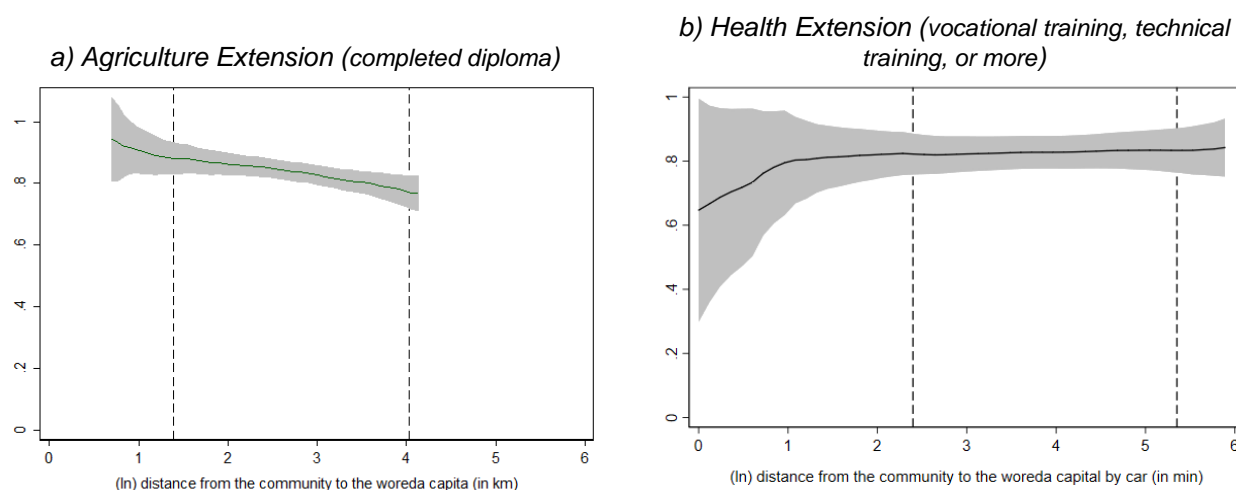 a) Agriculture Extension (completed diploma)
1
.8
.6
.4
.2
0
0 1 2 3 4 5 6
(ln) distance from the community to the woreda capita (in km)
b) Health Extension (vocational training, technical
training, or more)
1
.8
.6
.4
.2
0
0 1 2 3 4 5 6
(ln) distance from the community to the woreda capital by car (in min)